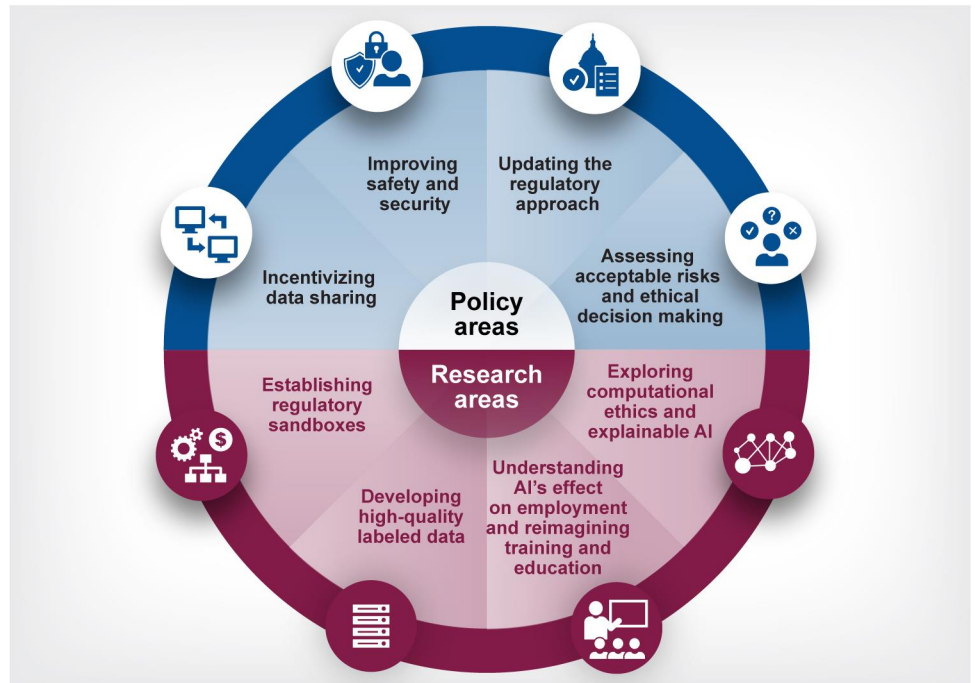 Improving
safety and
security
Updating the
regulatory
approach
Incentivizing
data sharing
Assessing
acceptable risks
and ethical
decision making
Policy
areas
Research
areas
Establishing
regulatory
sandboxes
Exploring
computational
ethics and
explainable AI
Developing
high-quality
labeled data
Understanding
AI's effect
on employment
and reimagining
training and
education
$
?